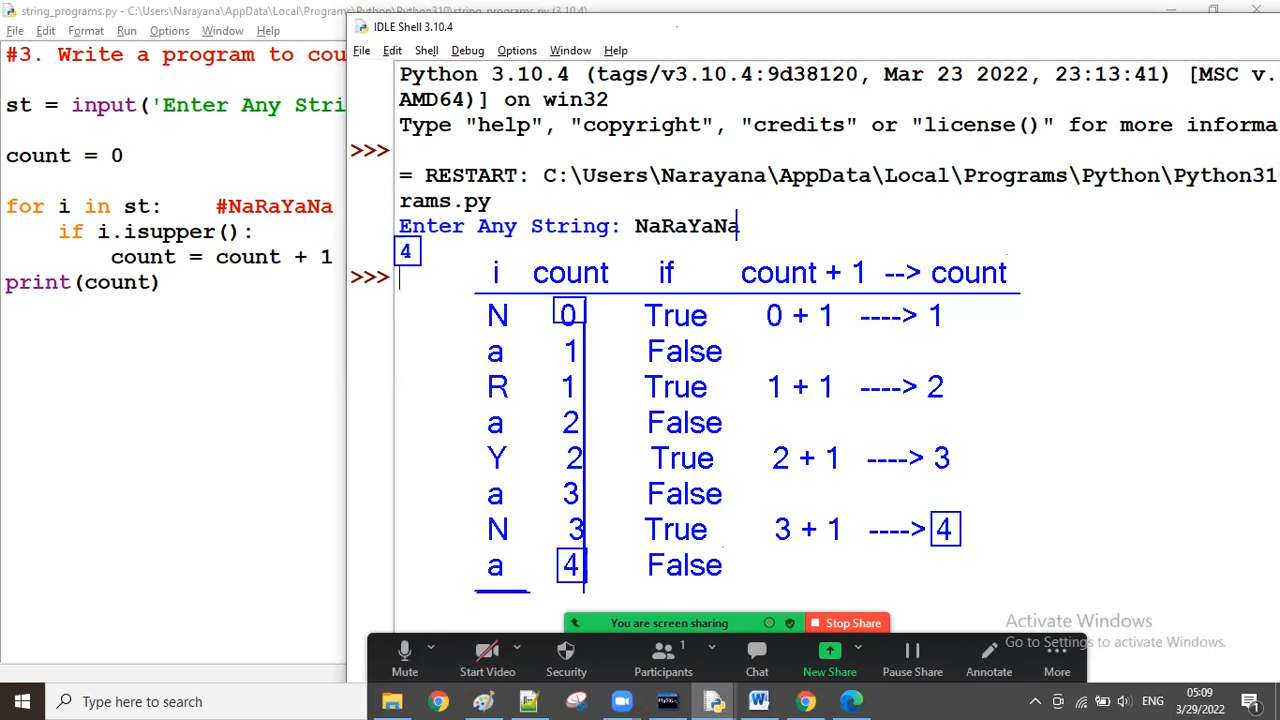 string_programs.py - C:\Users\Narayana\AppData\Local\Programs\Python\Python310\string_programs.py (3.10.4)
File Edit Format Run Options Window Help
#3. Write a program to cou
st = input('Enter Any Stri
count = 0
for i in st: #NaRaYaNa
if i.isupper():
count = count + 1
print(count)
IDLE Shell 3.10.4
File Edit Shell Debug Options Window Help
Python 3.10.4 (tags/v3.10.4:9d38120, Mar 23 2022, 23:13:41) [MSC v.
AMD64)] on win32
Type "help", "copyright", "credits" or "license()" for more informa
>>>
= RESTART: C:\Users\Narayana\AppData\Local\Programs\Python\Python310
rams.py
Enter Any String: NaRaYaNa
4
>>>
i count if count + 1 --> count
N 0 True 0 + 1 ----> 1
a 1 False
R 1 True 1 + 1 ----> 2
a 2 False
Y 2 True 2 + 1 ----> 3
a 3 False
N 3 True 3 + 1 ----> 4
a 4 False
You are screen sharing Stop Share
Activate Windows
Go to Settings to activate Windows.
1
Mute Start Video Security Participants Chat New Share Pause Share Annotate More
Type here to search
ENG
05:09
3/29/2022
1